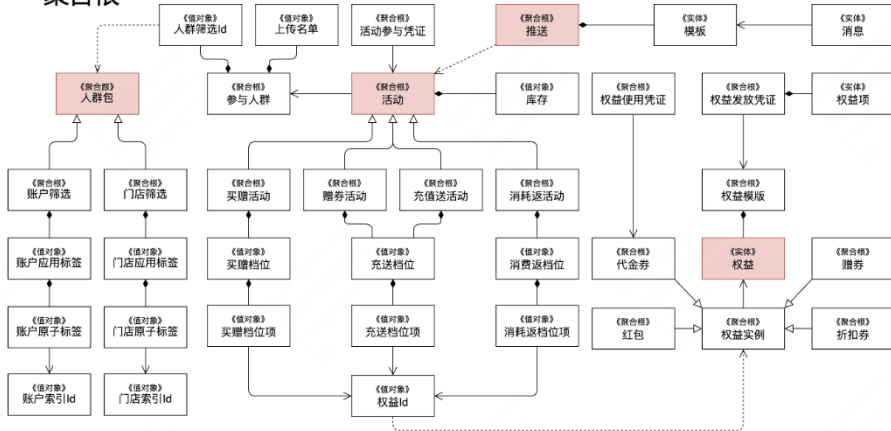 聚合根
《值对象》
人群筛选Id
《值对象》
上传名单
《聚合根》
活动参与凭证
《聚合根》
推送
《实体》
模板
《实体》
消息
《聚合跟》
人群包
《聚合根》
参与人群
《聚合根》
活动
《值对象》
库存
《聚合根》
权益使用凭证
《聚合根》
权益发放凭证
《实体》
权益项
《聚合根》
账户筛选
《聚合根》
门店筛选
《聚合根》
买赠活动
《聚合根》
赠券活动
《聚合根》
充值送活动
《聚合根》
消耗返活动
《聚合根》
权益模版
《值对象》
账户应用标签
《值对象》
门店应用标签
《值对象》
买赠档位
《值对象》
充送档位
《值对象》
消费返档位
《聚合根》
代金券
《实体》
权益
《聚合根》
赠券
《值对象》
账户原子标签
《值对象》
门店原子标签
《值对象》
买赠档位项
《值对象》
充送档位项
《值对象》
消耗返档位项
《聚合根》
红包
《聚合根》
权益实例
《聚合根》
折扣券
《值对象》
账户索引Id
《值对象》
门店索引Id
《值对象》
权益Id